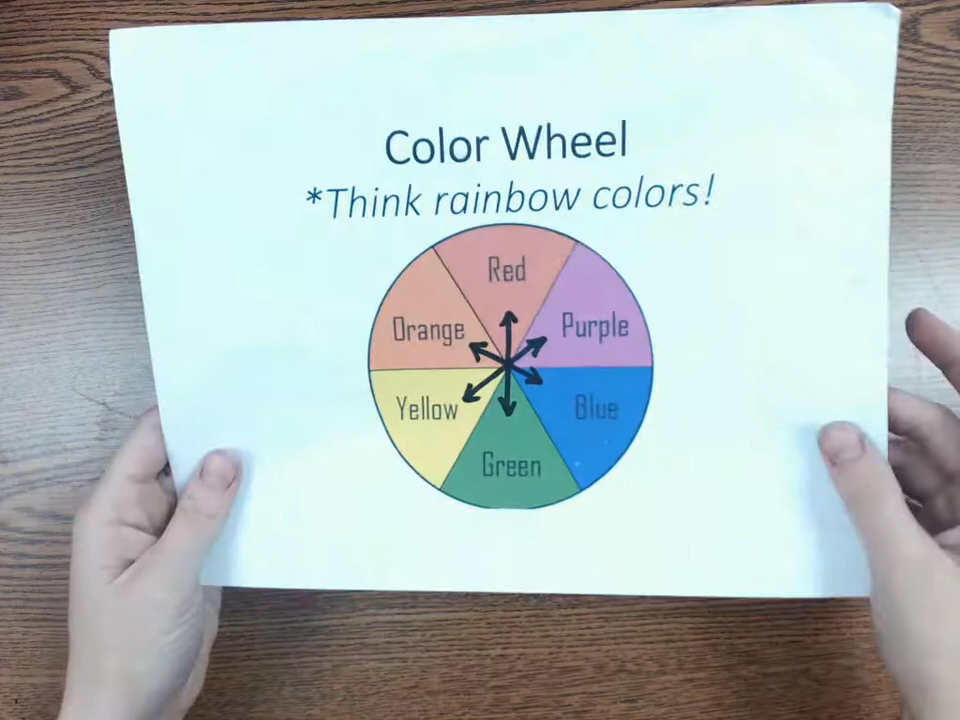 Color Wheel
*Think rainbow colors!
Red
Orange
Purple
Yellow
Blue
Green